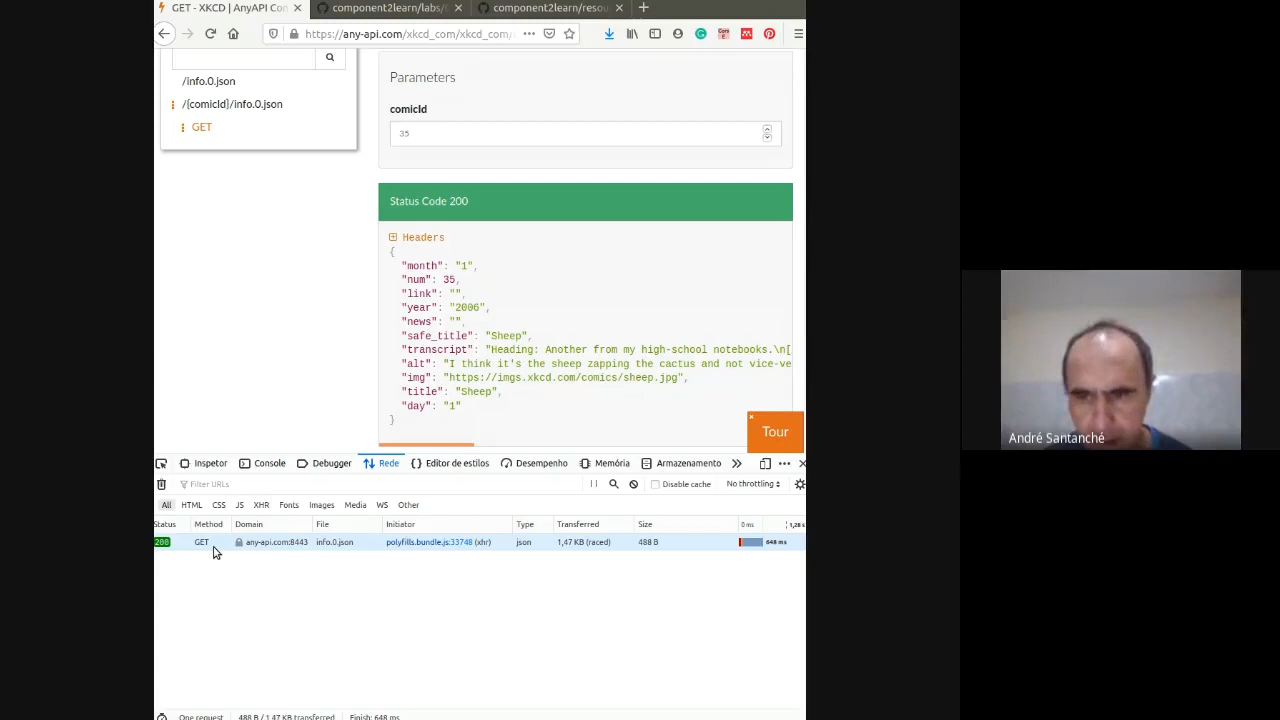 GET - XKCD | AnyAPI Con
component2learn/labs/
component2learn/resou
https://any-api.com/xkcd_com/xkcd_com/
/info.0.json
/{comicId}/info.0.json
GET
Parameters
comicId
35
Status Code 200
Headers
{
"month": "1",
"num": 35,
"link": "",
"year": "2006",
"news": "",
"safe_title": "Sheep",
"transcript": "Heading: Another from my high-school notebooks.\n[
"alt": "I think it's the sheep zapping the cactus and not vice-ve
"img": "https://imgs.xkcd.com/comics/sheep.jpg",
"title": "Sheep",
"day": "1"
}
Tour
André Santanché
Inspetor Console Debugger Rede Editor de estilos Desempenho Memória Armazenamento
Filter URLs
Disable cache
No throttling
All HTML CSS JS XHR Fonts Images Media WS Other
Status Method Domain File Initiator Type Transferred Size 0 ms 1,28 s
200 GET any-api.com:8443 info.0.json polyfills.bundle.js:33748 (xhr) json 1,47 KB (raced) 488 B 648 ms
One request 488 B / 1,47 KB transferred Finish: 648 ms